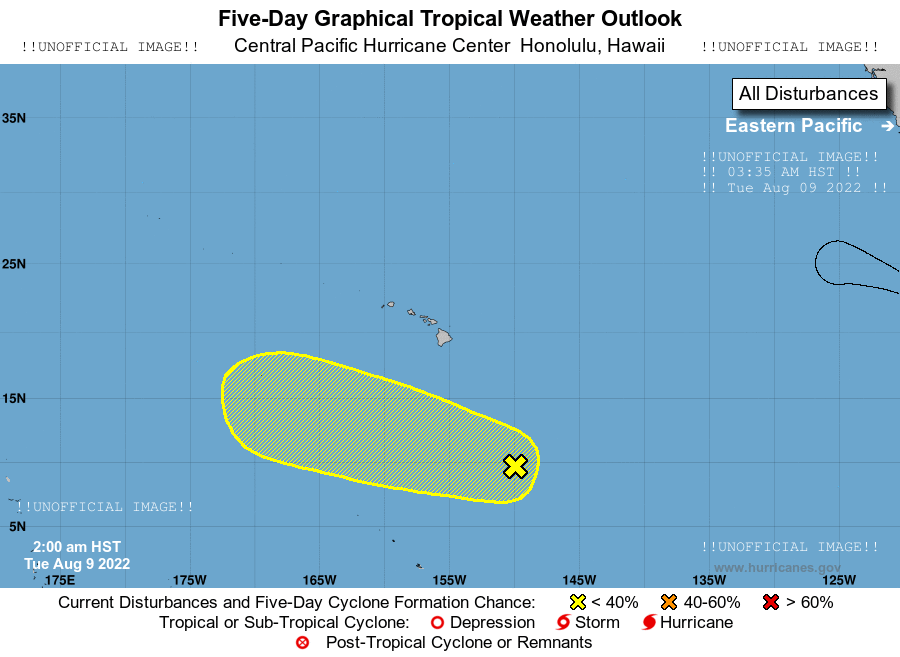 Five-Day Graphical Tropical Weather Outlook
!!UNOFFICIAL IMAGE!! Central Pacific Hurricane Center Honolulu, Hawaii !!UNOFFICIAL IMAGE!!
All Disturbances
35N
Eastern Pacific →
!!UNOFFICIAL IMAGE!!
!! 03:35 AM HST !!
!! Tue Aug 09 2022 !!
25N
15N
!!UNOFFICIAL IMAGE!!
5N
2:00 am HST
Tue Aug 9 2022
!!UNOFFICIAL IMAGE!!
www.hurricanes.gov
175E 175W 165W 155W 145W 135W 125W
Current Disturbances and Five-Day Cyclone Formation Chance: < 40% 40-60% > 60%
Tropical or Sub-Tropical Cyclone: Depression Storm Hurricane
Post-Tropical Cyclone or Remnants